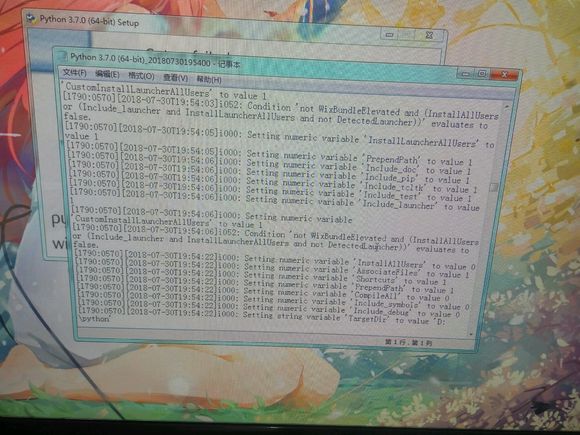 Python 3.7.0 (64-bit) Setup
Python 3.7.0 (64-bit)_20180730195400 - 记事本
文件(F) 编辑(E) 格式(O) 查看(V) 帮助(H)
'CustomInstallLauncherAllUsers' to value 1
[1790:0570][2018-07-30T19:54:03]i052: Condition 'not WixBundleElevated and (InstallAllUsers
or (Include_launcher and InstallLauncherAllUsers and not DetectedLauncher))' evaluates to
false.
[1790:0570][2018-07-30T19:54:05]i000: Setting numeric variable 'InstallLauncherAllUsers' to
value 1
[1790:0570][2018-07-30T19:54:05]i000: Setting numeric variable 'PrependPath' to value 1
[1790:0570][2018-07-30T19:54:06]i000: Setting numeric variable 'Include_doc' to value 1
[1790:0570][2018-07-30T19:54:06]i000: Setting numeric variable 'Include_pip' to value 1
[1790:0570][2018-07-30T19:54:06]i000: Setting numeric variable 'Include_tcltk' to value 1
[1790:0570][2018-07-30T19:54:06]i000: Setting numeric variable 'Include_test' to value 1
[1790:0570][2018-07-30T19:54:06]i000: Setting numeric variable 'Include_launcher' to value
1
[1790:0570][2018-07-30T19:54:06]i000: Setting numeric variable
'CustomInstallLauncherAllUsers' to value 1
[1790:0570][2018-07-30T19:54:06]i052: Condition 'not WixBundleElevated and (InstallAllUsers
or (Include_launcher and InstallLauncherAllUsers and not DetectedLauncher))' evaluates to
false.
[1790:0570][2018-07-30T19:54:22]i000: Setting numeric variable 'InstallAllUsers' to value 0
[1790:0570][2018-07-30T19:54:22]i000: Setting numeric variable 'AssociateFiles' to value 1
[1790:0570][2018-07-30T19:54:22]i000: Setting numeric variable 'Shortcuts' to value 1
[1790:0570][2018-07-30T19:54:22]i000: Setting numeric variable 'PrependPath' to value 1
[1790:0570][2018-07-30T19:54:22]i000: Setting numeric variable 'CompileAll' to value 0
[1790:0570][2018-07-30T19:54:22]i000: Setting numeric variable 'Include_symbols' to value 0
[1790:0570][2018-07-30T19:54:22]i000: Setting numeric variable 'Include_debug' to value 0
[1790:0570][2018-07-30T19:54:22]i000: Setting string variable 'TargetDir' to value 'D:
\python'
第 1 行，第 1 列